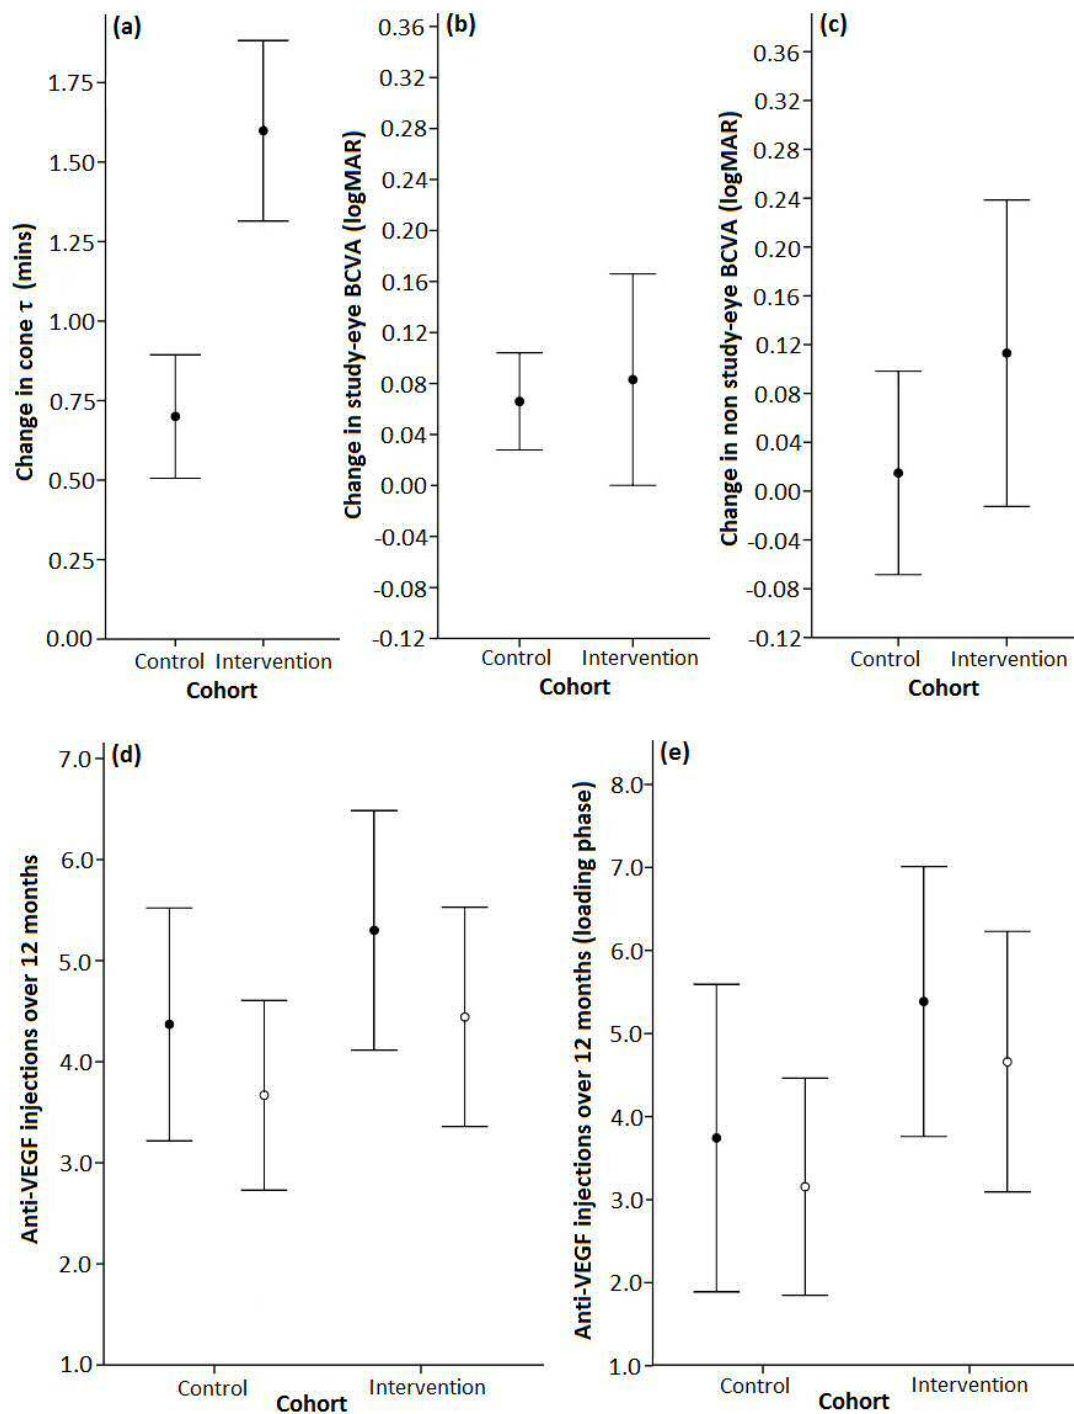 (a)
Change in cone τ (mins)
1.75
1.50
1.25
1.00
0.75
0.50
0.25
0.00
Control Intervention
Cohort
(b)
Change in study-eye BCVA (logMAR)
0.36
0.32
0.28
0.24
0.20
0.16
0.12
0.08
0.04
0.00
-0.04
-0.08
-0.12
Control Intervention
Cohort
(c)
Change in non study-eye BCVA (logMAR)
0.36
0.32
0.28
0.24
0.20
0.16
0.12
0.08
0.04
0.00
-0.04
-0.08
-0.12
Control Intervention
Cohort
(d)
Anti-VEGF injections over 12 months
7.0
6.0
5.0
4.0
3.0
2.0
1.0
Control Intervention
Cohort
(e)
Anti-VEGF injections over 12 months (loading phase)
8.0
7.0
6.0
5.0
4.0
3.0
2.0
1.0
Control Intervention
Cohort